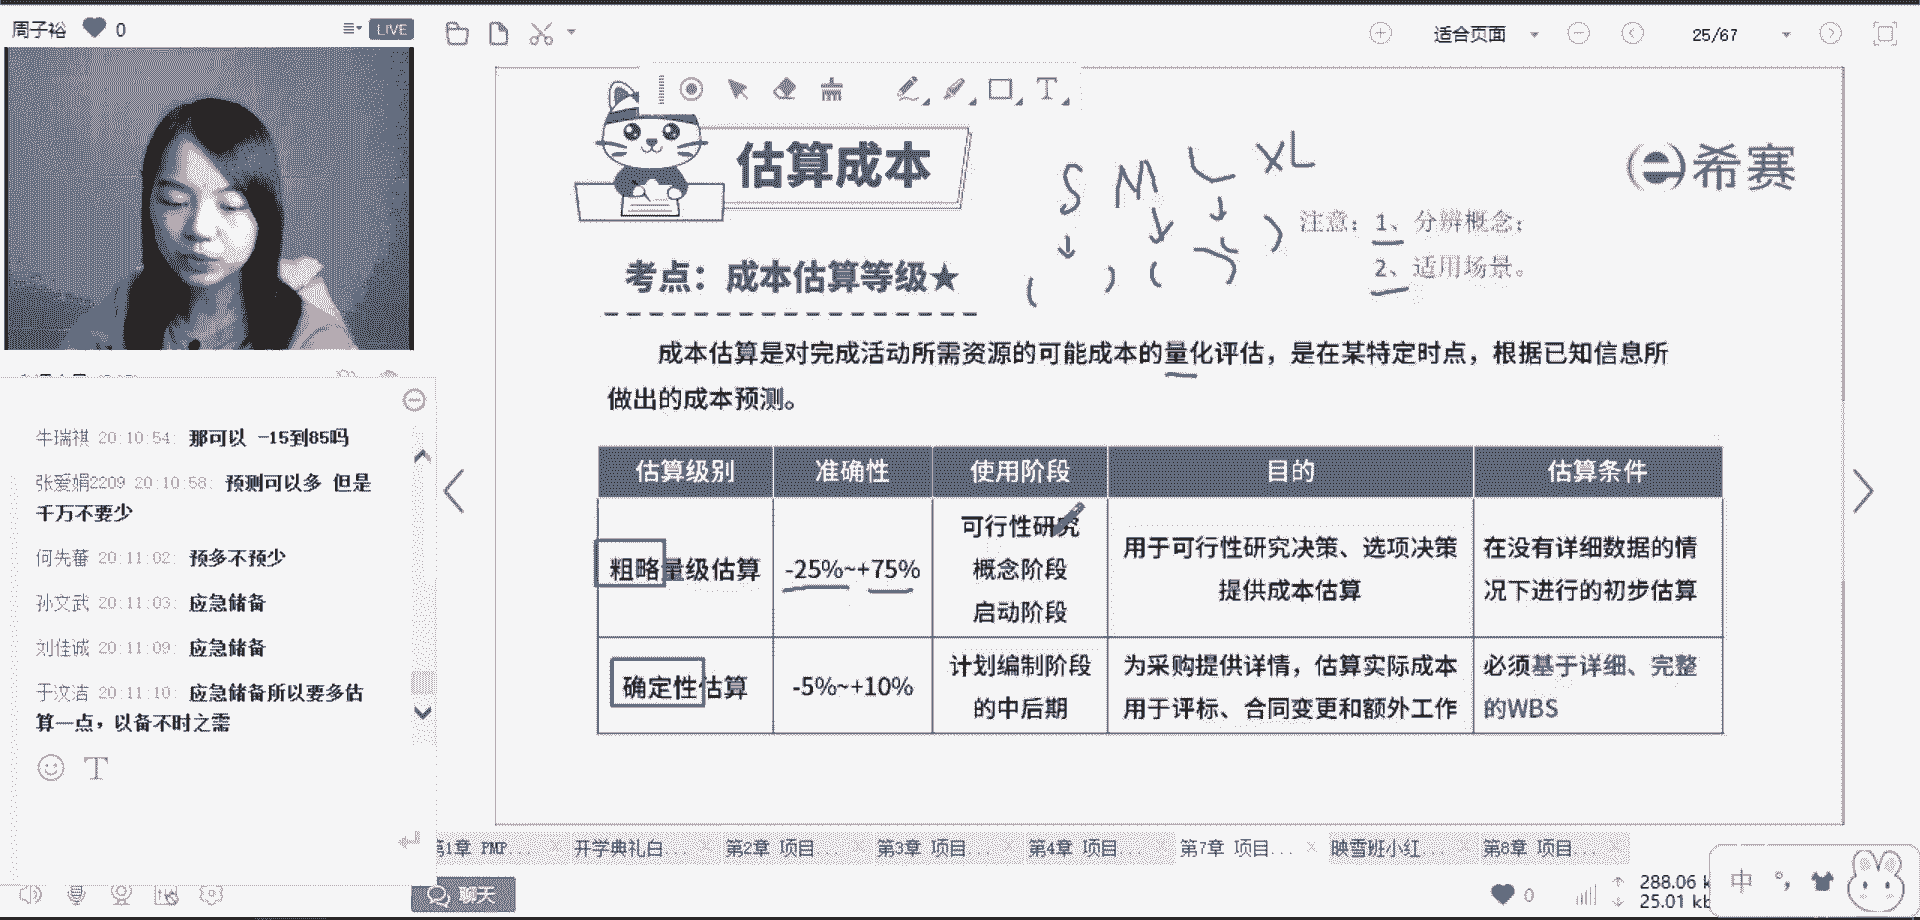 周子裕 0 LIVE
适合页面 25/67
估算成本
S M L XL
希赛
注意：1、分辨概念；
2、适用场景。
考点：成本估算等级★
成本估算是对完成活动所需资源的可能成本的量化评估，是在某特定时点，根据已知信息所
做出的成本预测。
估算级别 准确性 使用阶段 目的 估算条件
粗略量级估算 -25%~+75% 可行性研究 概念阶段 启动阶段 用于可行性研究决策、选项决策 提供成本估算 在没有详细数据的情 况下进行的初步估算
确定性估算 -5%~+10% 计划编制阶段 的中后期 为采购提供详情，估算实际成本 用于评标、合同变更和额外工作 必须基于详细、完整 的WBS
牛瑞祺 20:10:54: 那可以 -15到85吗
张爱娟2209 20:10:58: 预测可以多 但是
千万不要少
何先蕃 20:11:02: 预多不预少
孙文武 20:11:03: 应急储备
刘佳诚 20:11:09: 应急储备
于汶洁 20:11:10: 应急储备所以要多估
算一点，以备不时之需
T
第1章 PMP... 开学典礼白... 第2章 项目... 第3章 项目... 第4章 项目... 第7章 项目... 映雪班小红... 第8章 项目...
聊天
0 288.06 k
25.01 kb
中